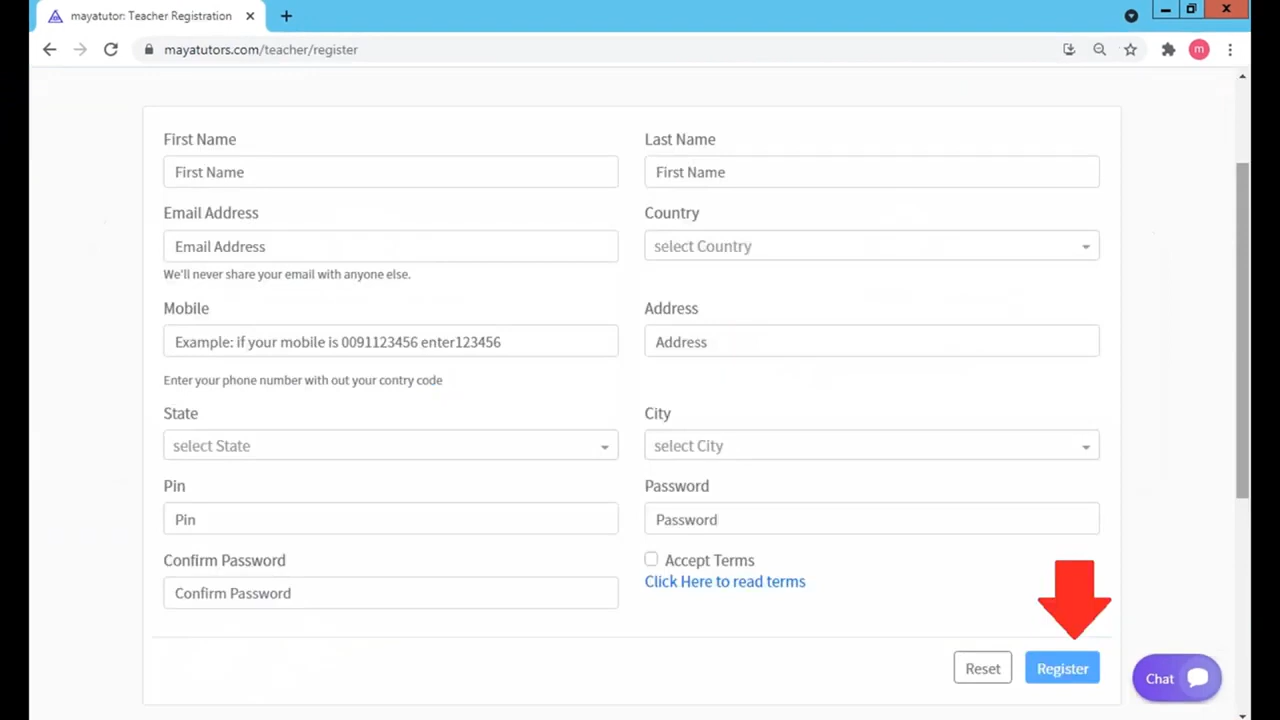 mayatutor: Teacher Registration
mayatutors.com/teacher/register
m
First Name
Last Name
First Name
First Name
Email Address
Country
Email Address
select Country
We'll never share your email with anyone else.
Mobile
Address
Example: if your mobile is 0091123456 enter123456
Address
Enter your phone number with out your contry code
State
City
select State
select City
Pin
Password
Pin
Password
Confirm Password
Accept Terms
Click Here to read terms
Confirm Password
Reset
Register
Chat